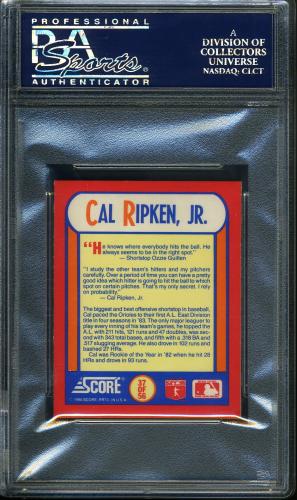 PROFESSIONAL
PSA
Sports
AUTHENTICATOR
A
DIVISION OF
COLLECTORS
UNIVERSE
NASDAQ: CLCT
CAL RIPKEN, JR.
"He knows where everybody hits the ball. He
always seems to be in the right spot."
— Shortstop Ozzie Guillen
"I study the other team's hitters and my pitchers
carefully. Over a period of time you can have a pretty
good idea which hitter is going to hit the ball to which
spot on certain pitches. That's my only secret. I rely
on probability."
— Cal Ripken, Jr.
The biggest and best offensive shortstop in baseball,
Cal paced the Orioles to their first A.L. East Division
title in four seasons in '83. The only major leaguer to
play every inning of his team's games, he topped the
A.L. with 211 hits, 121 runs and 47 doubles, was sec-
ond with 343 total bases, and fifth with a .318 BA and
.517 slugging average. He also drove in 102 runs and
bashed 27 HRs.
Cal was Rookie of the Year in '82 when he hit 28
HRs and drove in 93 runs.
SCORE
37
OF
56
PRTD. IN U.S.A.